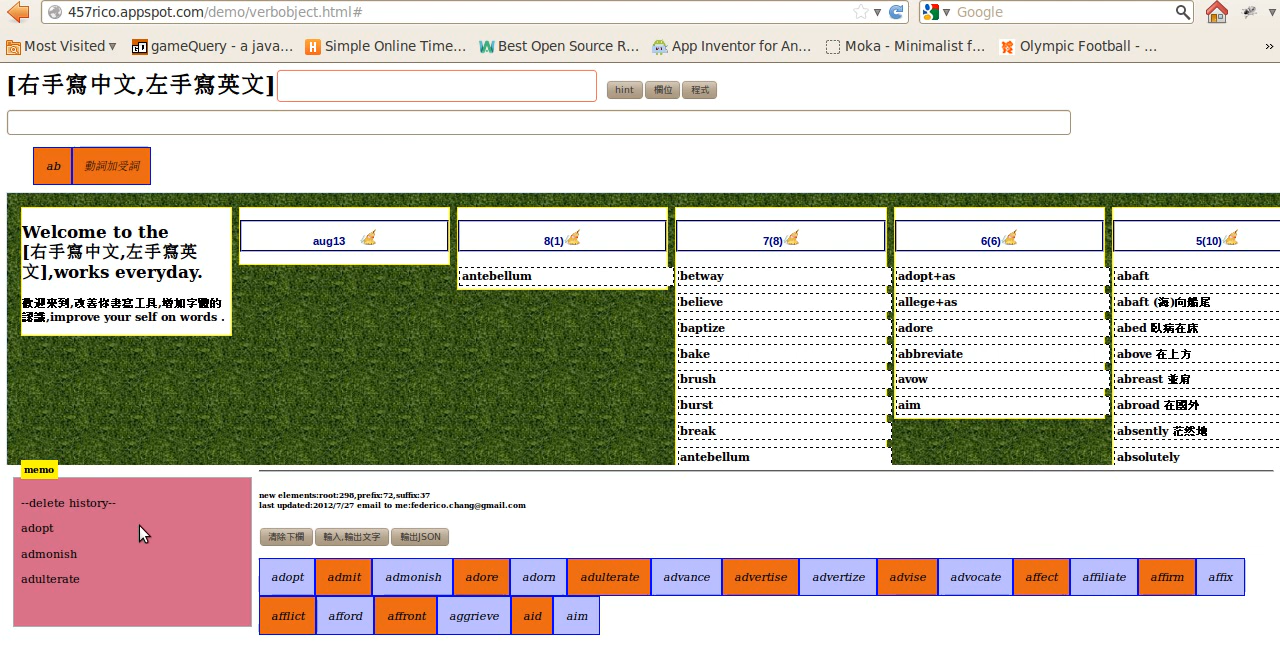 457rico.appspot.com/demo/verbobject.html#
Google
Most Visited
gameQuery - a java...
Simple Online Time...
Best Open Source R...
App Inventor for An...
Moka - Minimalist f...
Olympic Football - ...
»
[右手寫中文,左手寫英文]
hint
欄位
程式
ab
動詞加受詞
Welcome to the
[右手寫中文,左手寫英
文],works everyday.
歡迎來到,改善你書寫工具,增加字彙的
認識,improve your self on words .
aug13
8(1)
antebellum
7(8)
betway
believe
baptize
bake
brush
burst
break
antebellum
6(6)
adopt+as
allege+as
adore
abbreviate
avow
aim
5(10)
abaft
abaft (海)向船尾
abed 臥病在床
above 在上方
abreast 並肩
abroad 在國外
absently 茫然地
absolutely
memo
--delete history--
adopt
admonish
adulterate
new elements:root:298,prefix:72,suffix:37
last updated:2012/7/27 email to me:federico.chang@gmail.com
清除下欄
輸入,輸出文字
輸出JSON
adopt admit admonish adore adorn adulterate advance advertise advertize advise advocate affect affiliate affirm affix
afflict afford affront aggrieve aid aim